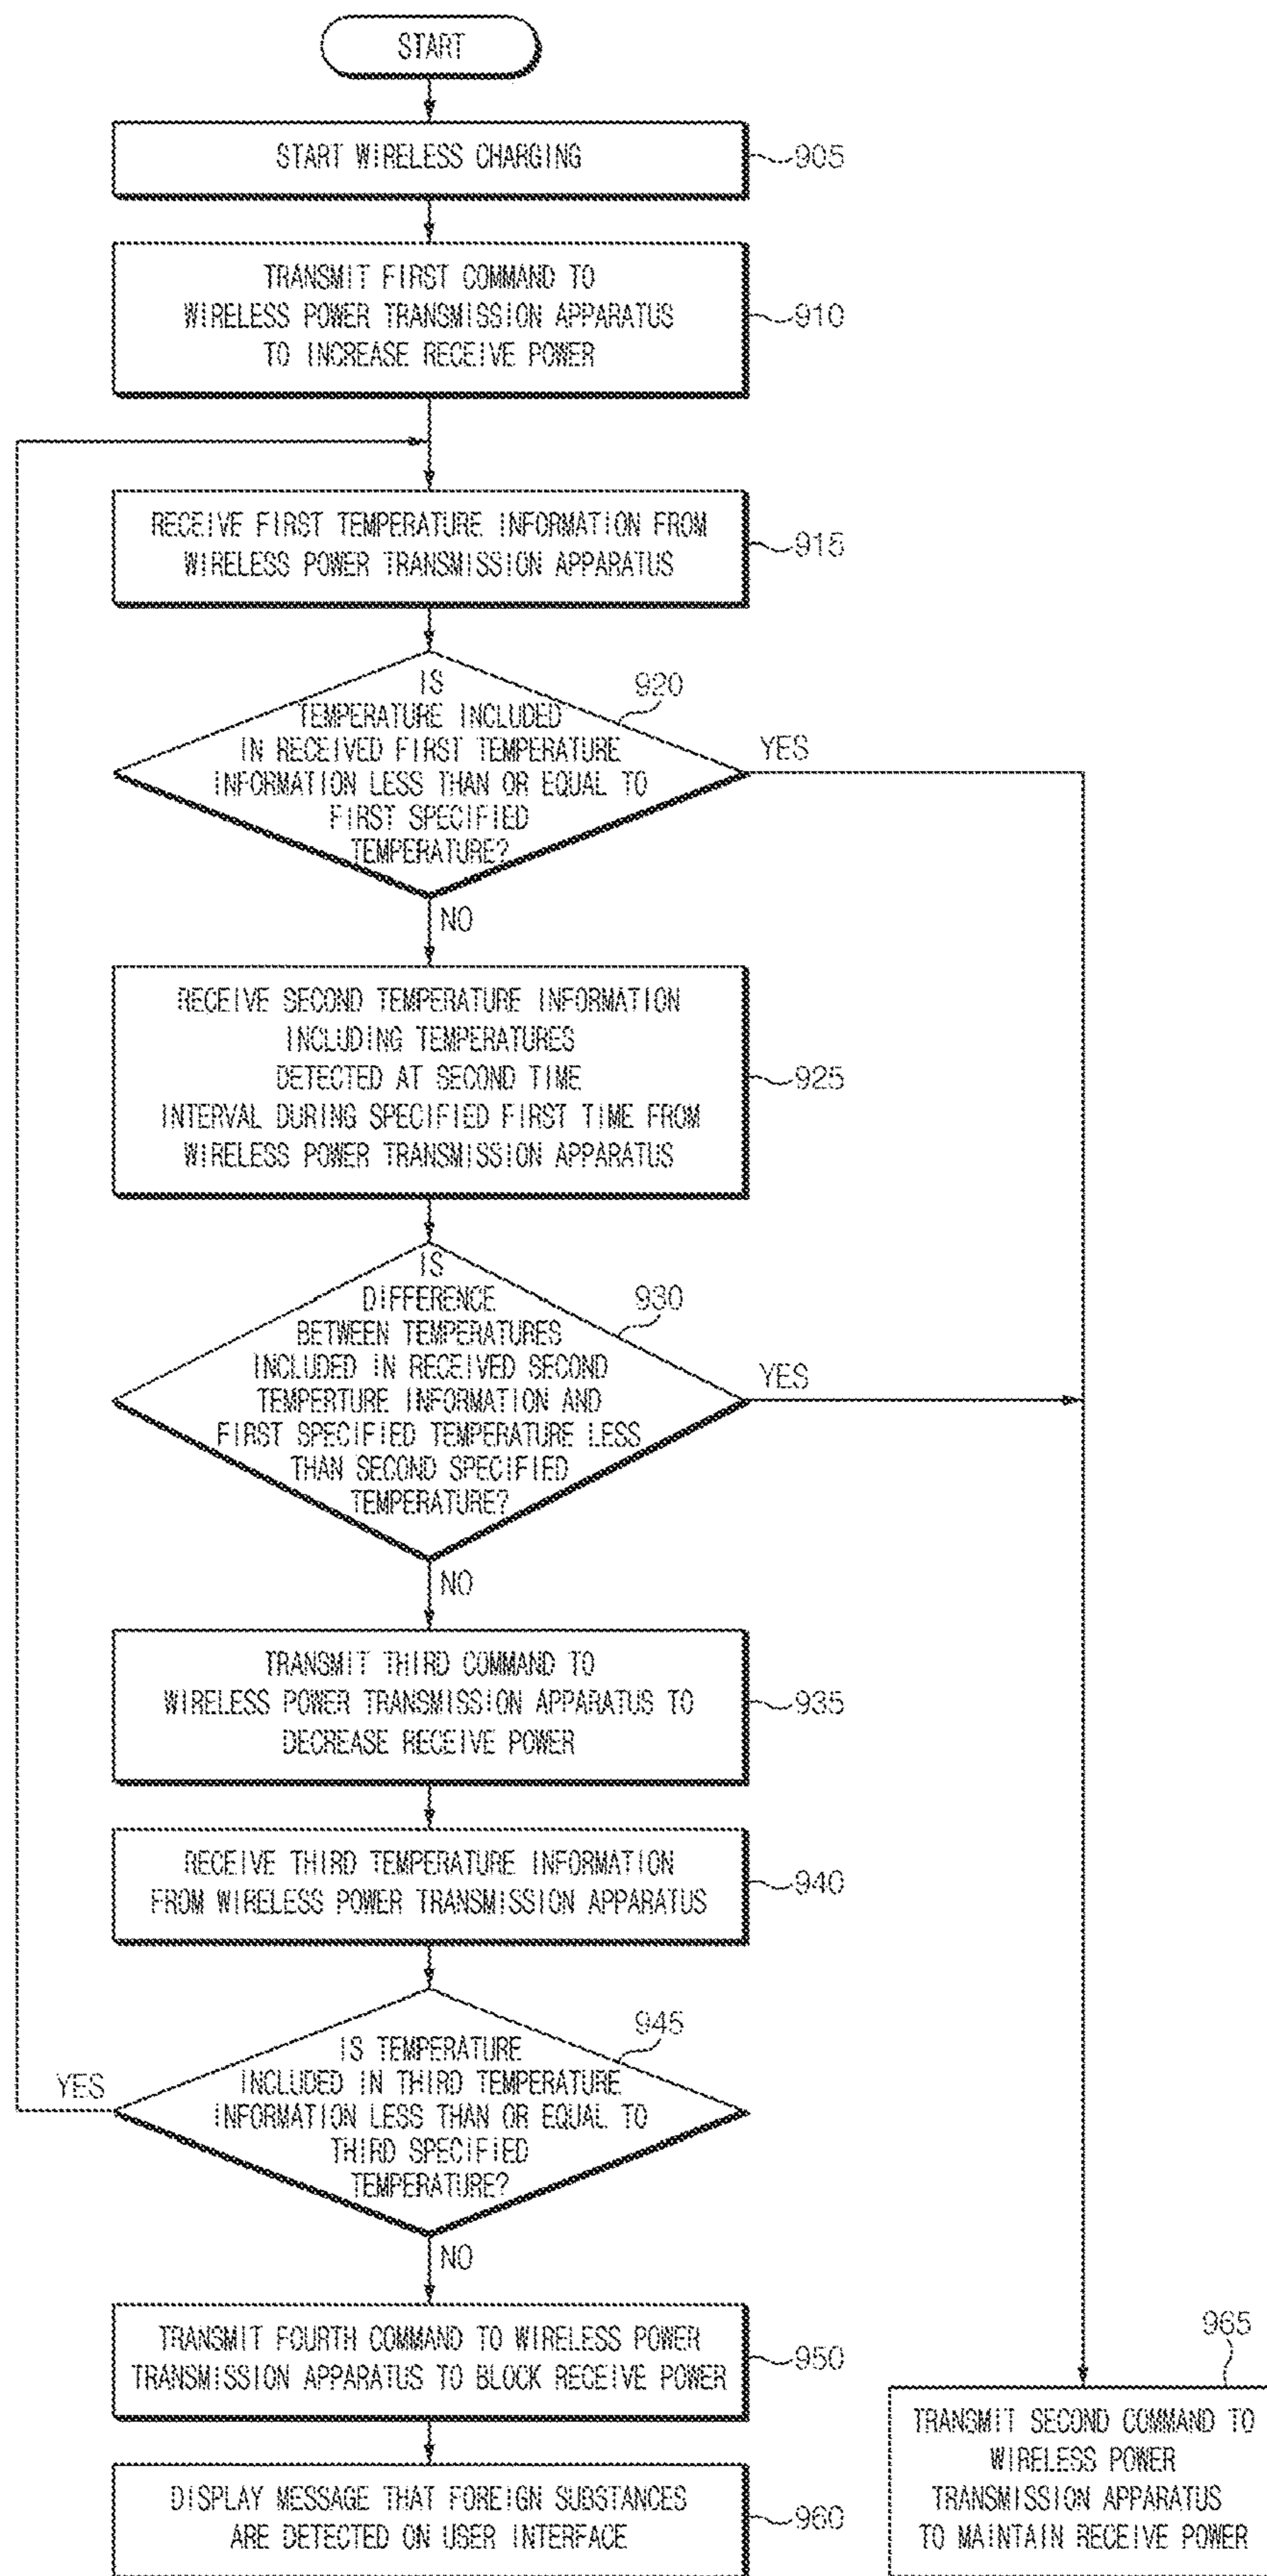 START
START WIRELESS CHARGING
905
TRANSMIT FIRST COMMAND TO
WIRELESS POWER TRANSMISSION APPARATUS
TO INCREASE RECEIVE POWER
910
RECEIVE FIRST TEMPERATURE INFORMATION FROM
WIRELESS POWER TRANSMISSION APPARATUS
915
IS
TEMPERATURE INCLUDED
IN RECEIVED FIRST TEMPERATURE
INFORMATION LESS THAN OR EQUAL TO
FIRST SPECIFIED
TEMPERATURE?
920
YES
NO
RECEIVE SECOND TEMPERATURE INFORMATION
INCLUDING TEMPERATURES
DETECTED AT SECOND TIME
INTERVAL DURING SPECIFIED FIRST TIME FROM
WIRELESS POWER TRANSMISSION APPARATUS
925
IS
DIFFERENCE
BETWEEN TEMPERATURES
INCLUDED IN RECEIVED SECOND
TEMPERTURE INFORMATION AND
FIRST SPECIFIED TEMPERATURE LESS
THAN SECOND SPECIFIED
TEMPERATURE?
930
YES
NO
TRANSMIT THIRD COMMAND TO
WIRELESS POWER TRANSMISSION APPARATUS TO
DECREASE RECEIVE POWER
935
RECEIVE THIRD TEMPERATURE INFORMATION
FROM WIRELESS POWER TRANSMISSION APPARATUS
940
IS TEMPERATURE
INCLUDED IN THIRD TEMPERATURE
INFORMATION LESS THAN OR EQUAL TO
THIRD SPECIFIED
TEMPERATURE?
945
YES
NO
TRANSMIT FOURTH COMMAND TO WIRELESS POWER
TRANSMISSION APPARATUS TO BLOCK RECEIVE POWER
950
DISPLAY MESSAGE THAT FOREIGN SUBSTANCES
ARE DETECTED ON USER INTERFACE
960
965
TRANSMIT SECOND COMMAND TO
WIRELESS POWER
TRANSMISSION APPARATUS
TO MAINTAIN RECEIVE POWER